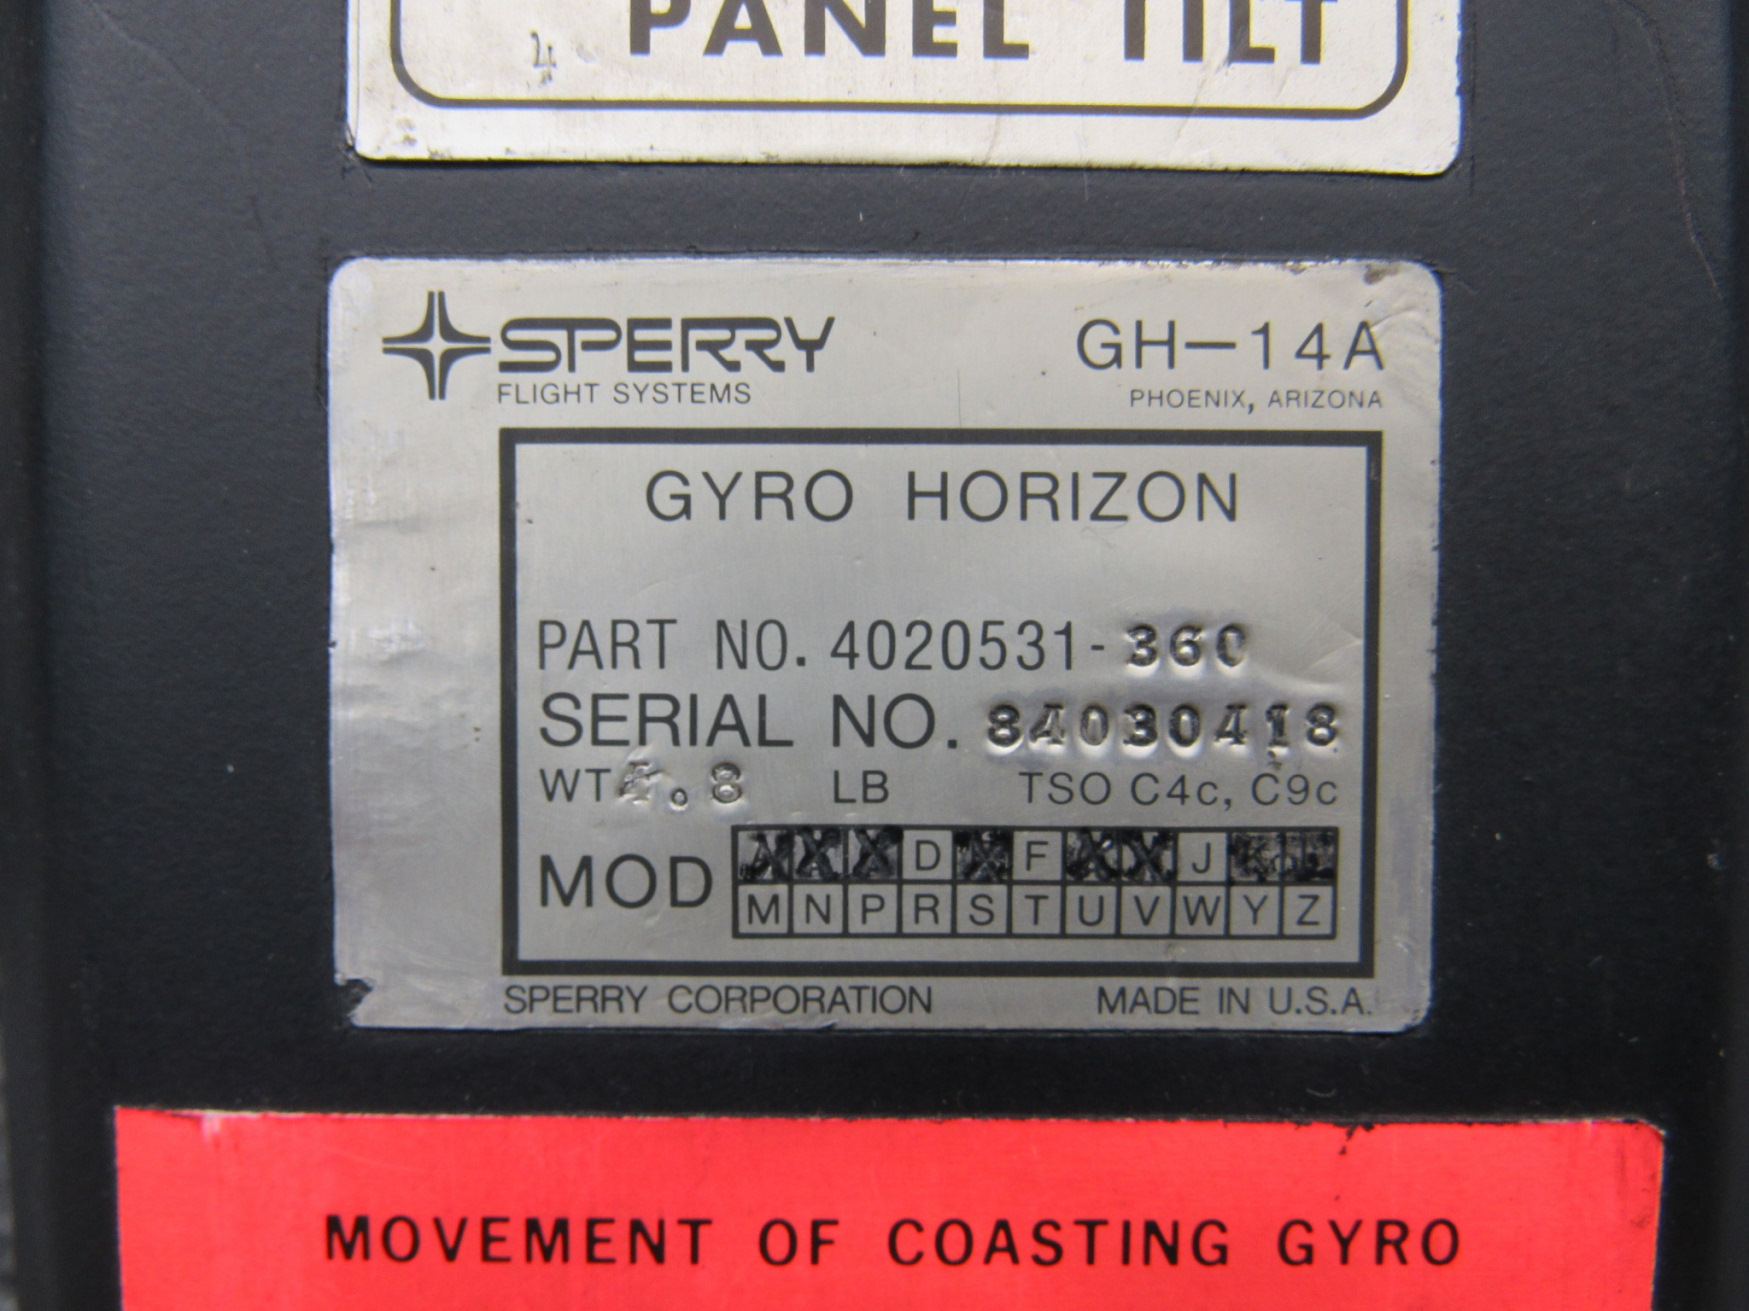 4 PANEL TILT
SPERRY GH-14A
FLIGHT SYSTEMS PHOENIX, ARIZONA
GYRO HORIZON
PART NO. 4020531-360
SERIAL NO. 84030418
WT 4.8 LB TSO C4c, C9c
MOD
D F J K
M N P R S T U V W Y Z
SPERRY CORPORATION MADE IN U.S.A.
MOVEMENT OF COASTING GYRO